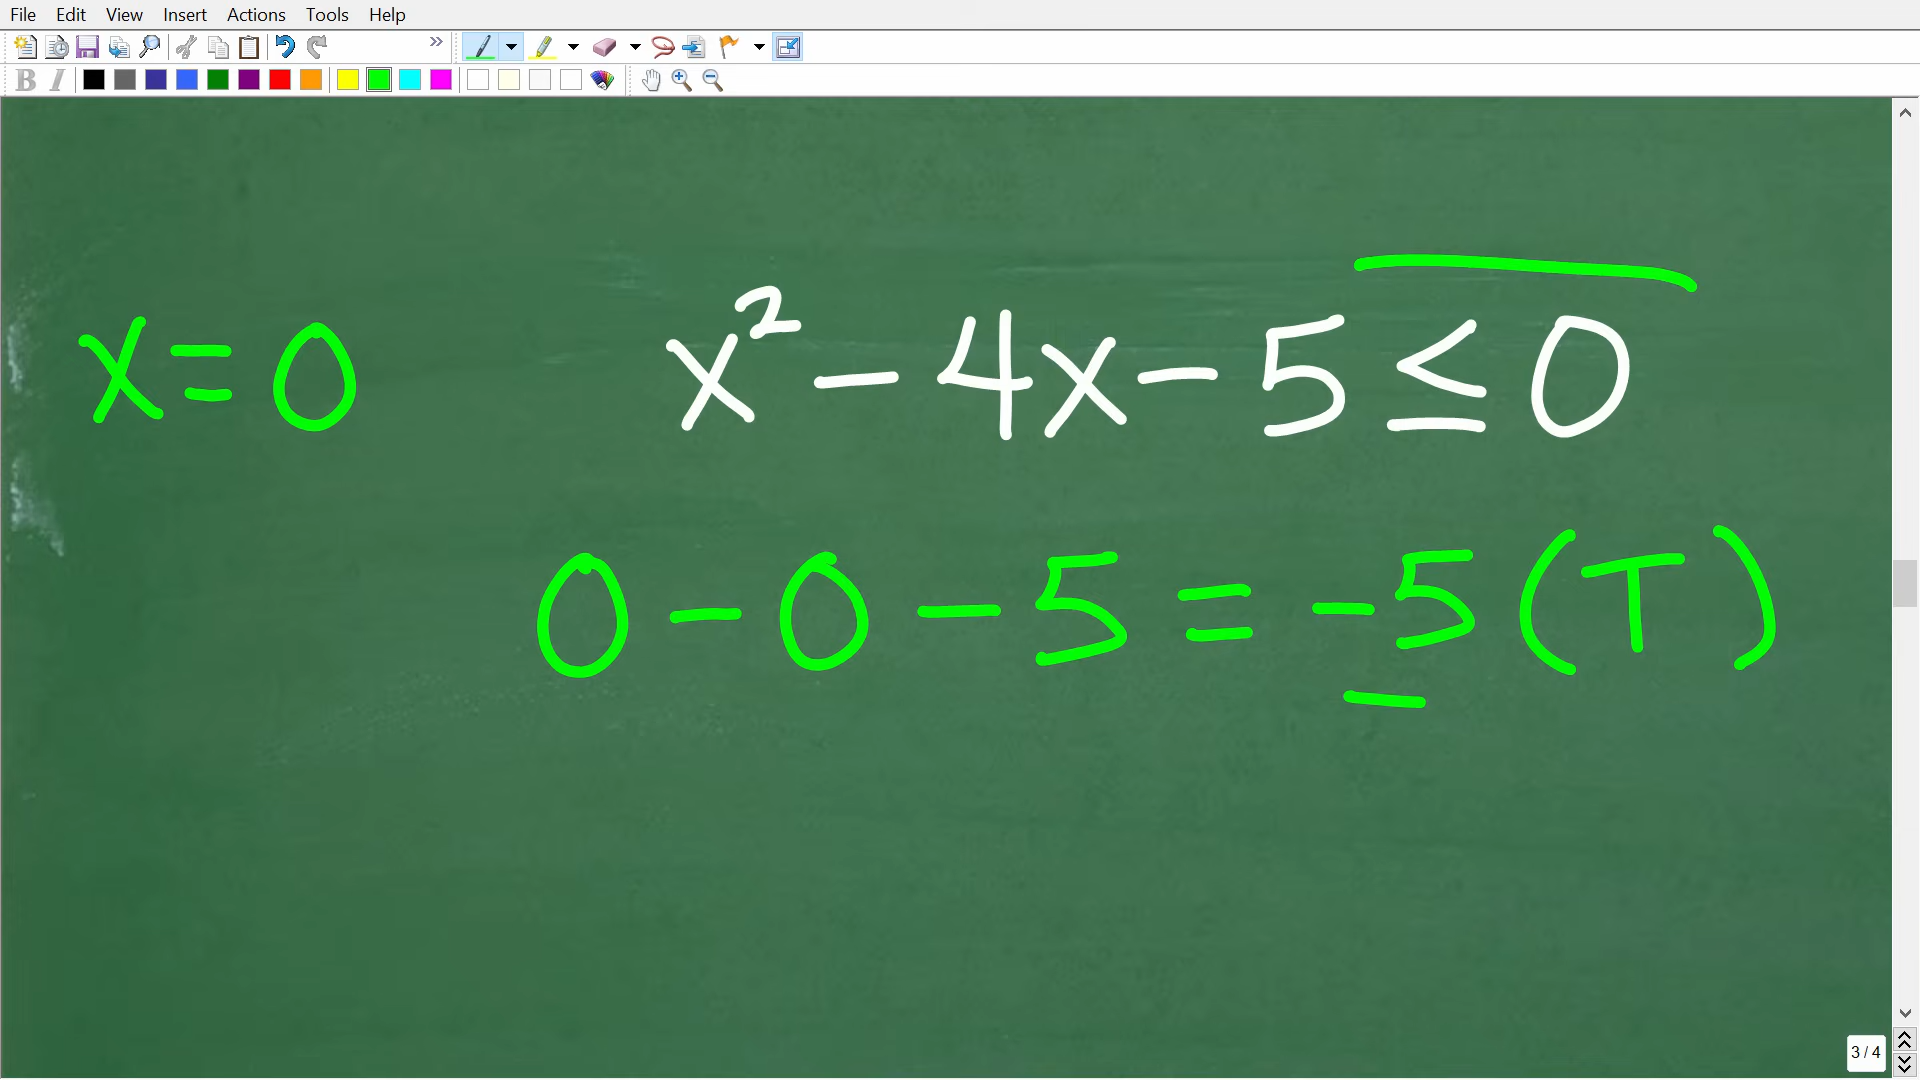 File Edit View Insert Actions Tools Help
B I
x = 0
x² - 4x - 5 ≤ 0
0 - 0 - 5 = -5 (T)
3 / 4